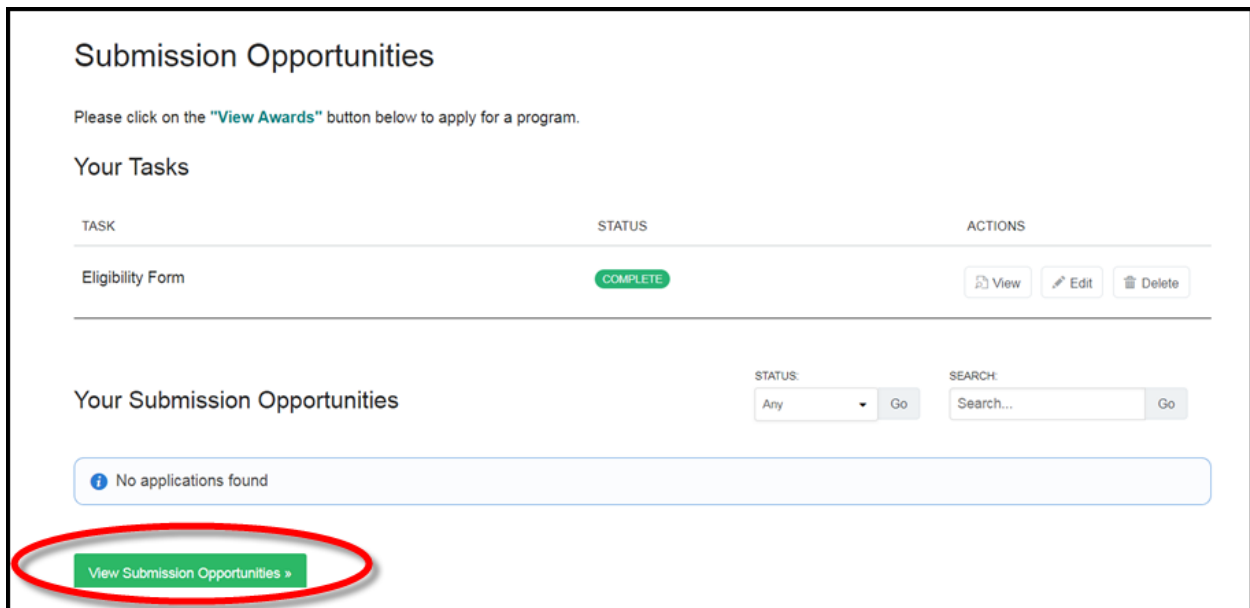 Submission Opportunities
Please click on the "View Awards" button below to apply for a program.
Your Tasks
TASK STATUS ACTIONS
Eligibility Form COMPLETE View Edit Delete
STATUS: SEARCH:
Your Submission Opportunities Any Go Search... Go
No applications found
View Submission Opportunities »